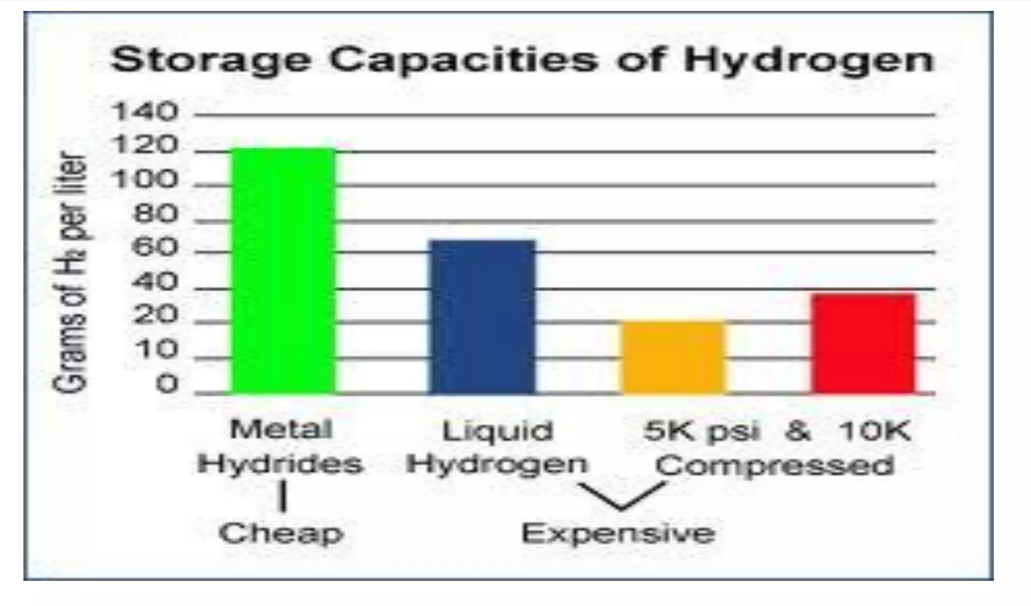 Storage Capacities of Hydrogen
Grams of H₂ per liter
140
120
100
80
60
40
20
10
0
Metal Hydrides
Liquid Hydrogen
5K psi & 10K
Compressed
Cheap
Expensive